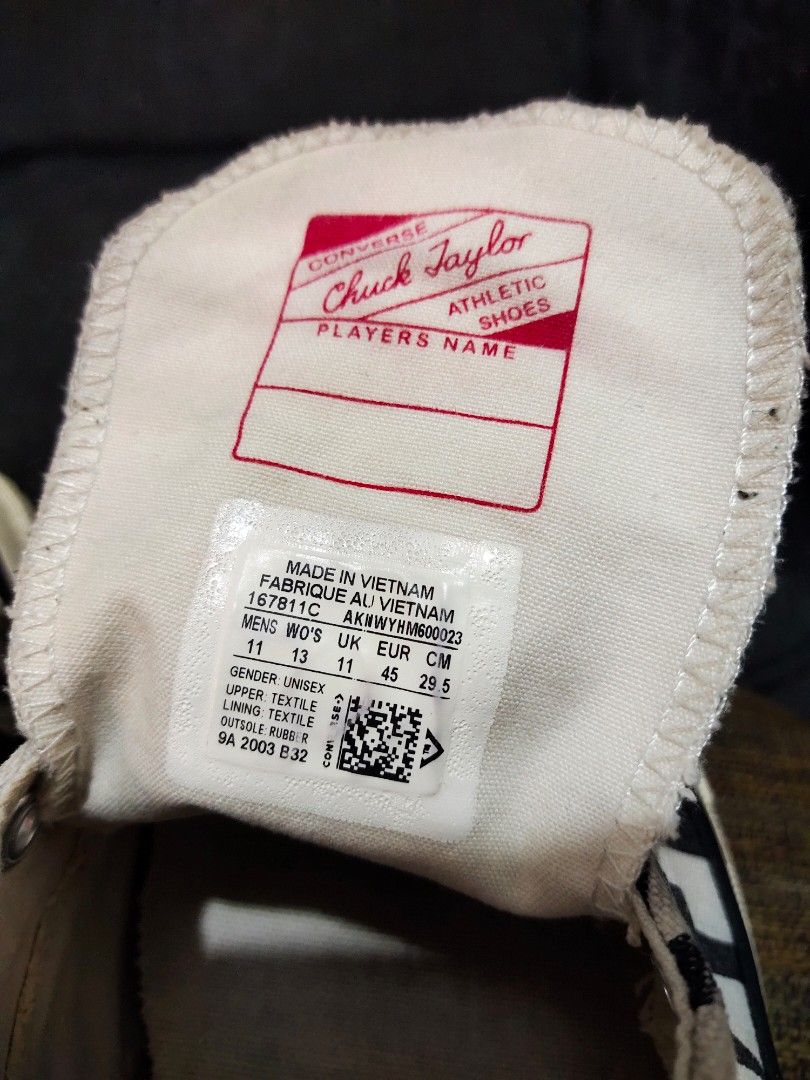 CONVERSE
Chuck Taylor
ATHLETIC
SHOES
PLAYERS NAME
MADE IN VIETNAM
FABRIQUE AU VIETNAM
167811C AKNWYHM600023
MENS WO'S UK EUR CM
11 13 11 45 29.5
GENDER: UNISEX
UPPER: TEXTILE
LINING: TEXTILE
OUTSOLE: RUBBER
9A 2003 B32
CONVERSE